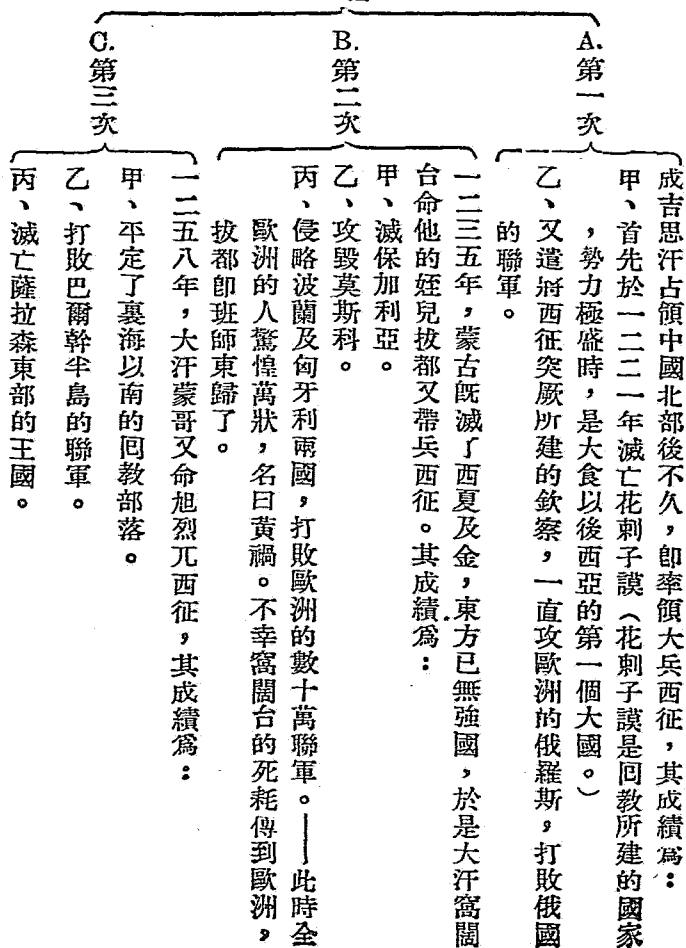 A.第一次
成吉思汗占領中國北部後不久，卽率領大兵西征，其成績爲：
甲、首先於一二二一年滅亡花剌子謨（花剌子謨是囘敎所建的國家
，勢力極盛時，是大食以後西亞的第一個大國。）
乙、又遣將西征突厥所建的欽察，一直攻歐洲的俄羅斯，打敗俄國
的聯軍。
B.第二次
一二三五年，蒙古旣滅了西夏及金，東方已無強國，於是大汗窩闊
台命他的姪兒拔都又帶兵西征。其成績爲：
甲、滅保加利亞。
乙、攻毀莫斯科。
丙、侵略波蘭及匈牙利兩國，打敗歐洲的數十萬聯軍。——此時全
歐洲的人驚惶萬狀，名曰黃禍。不幸窩闊台的死耗傳到歐洲，
拔都卽班師東歸了。
C.第三次
一二五八年，大汗蒙哥又命旭烈兀西征，其成績爲：
甲、平定了裏海以南的囘敎部落。
乙、打敗巴爾幹半島的聯軍。
丙、滅亡薩拉森東部的王國。